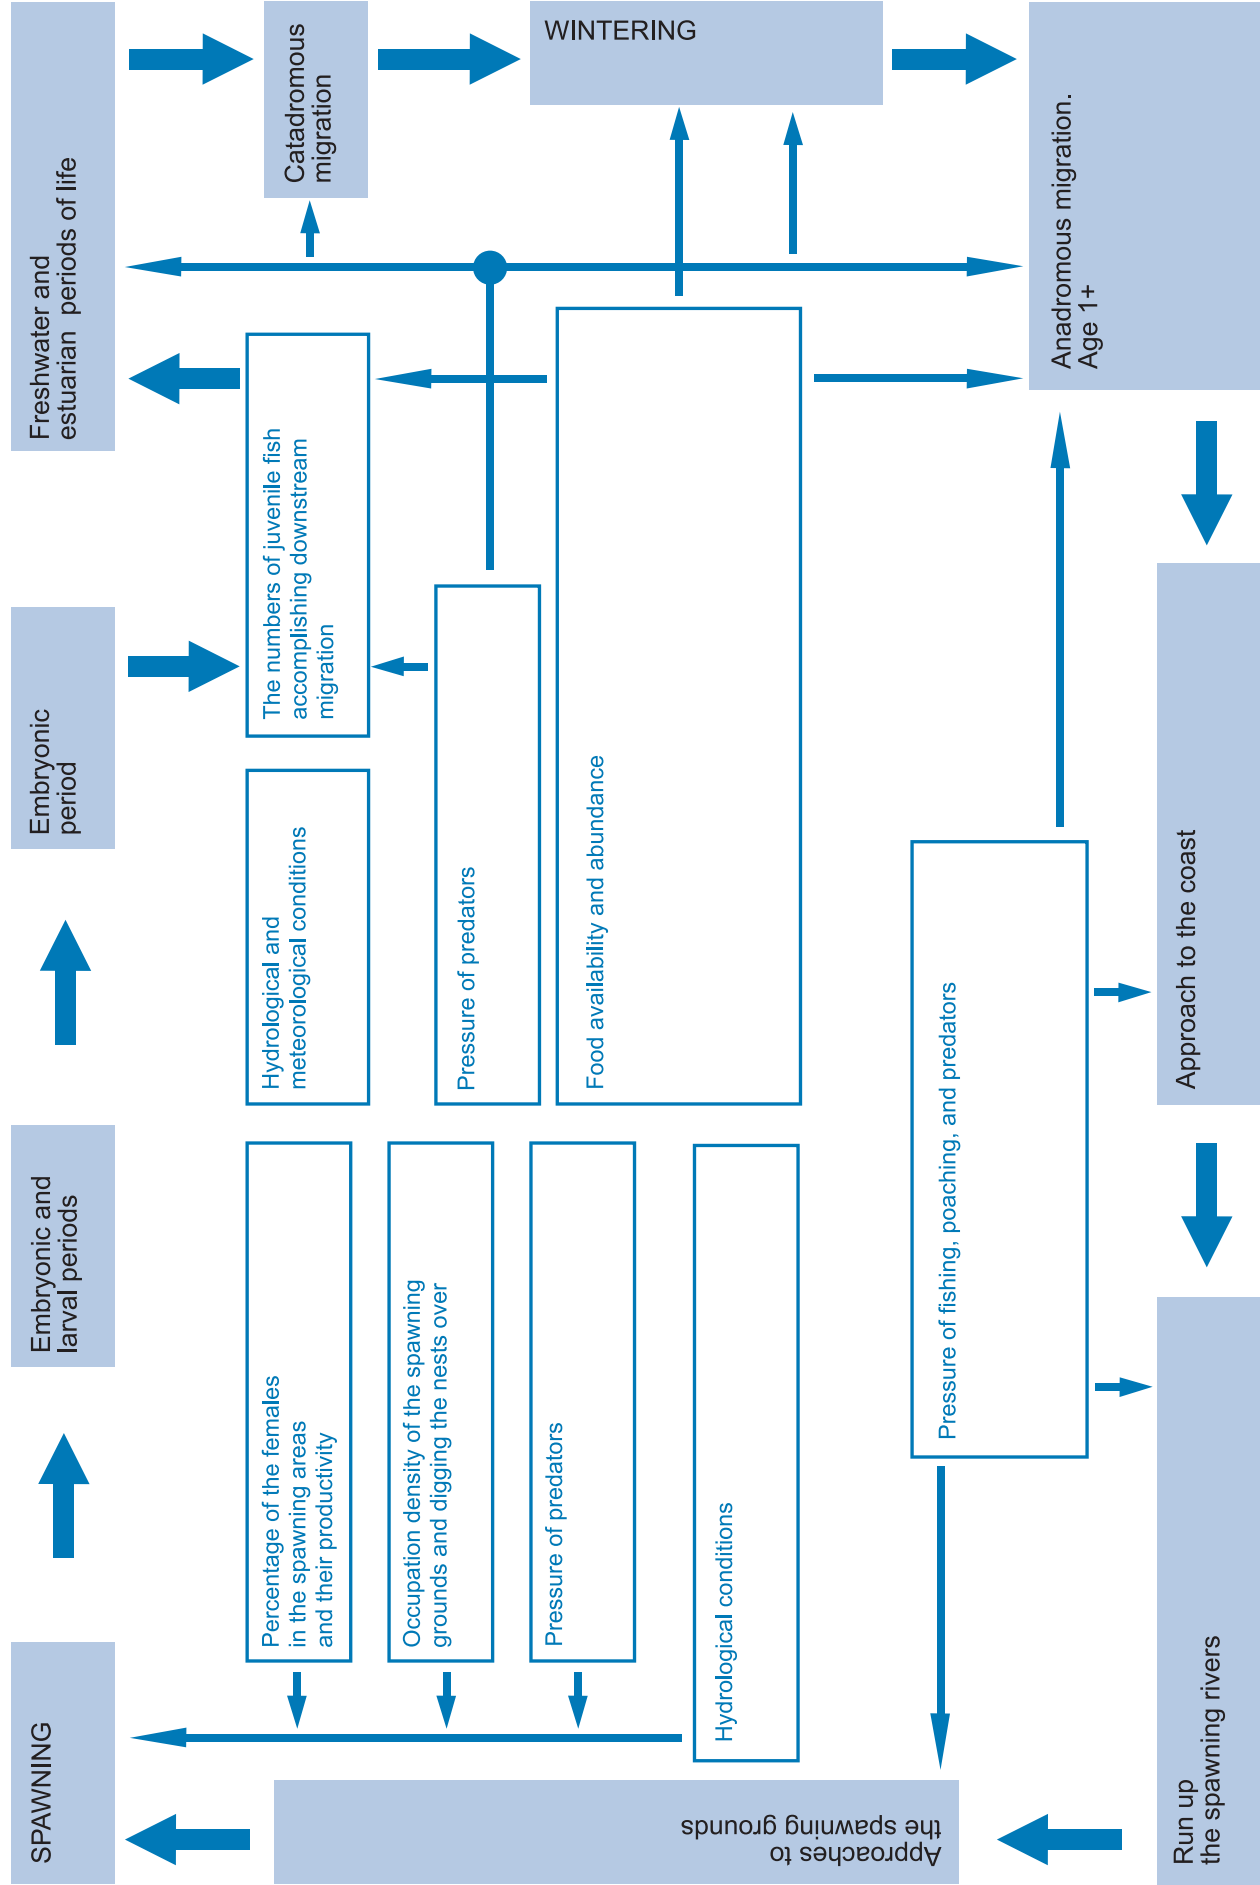 SPAWNING
Embryonic and
larval periods
Embryonic
period
Freshwater and
estuarian periods of life
Catadromous
migration
WINTERING
Anadromous migration.
Age 1+
Approach to the coast
Run up
the spawning rivers
Approaches to
the spawning grounds
Percentage of the females
in the spawning areas
and their productivity
Occupation density of the spawning
grounds and digging the nests over
Pressure of predators
Hydrological conditions
Hydrological and
meteorological conditions
The numbers of juvenile fish
accomplishing downstream
migration
Pressure of predators
Food availability and abundance
Pressure of fishing, poaching, and predators